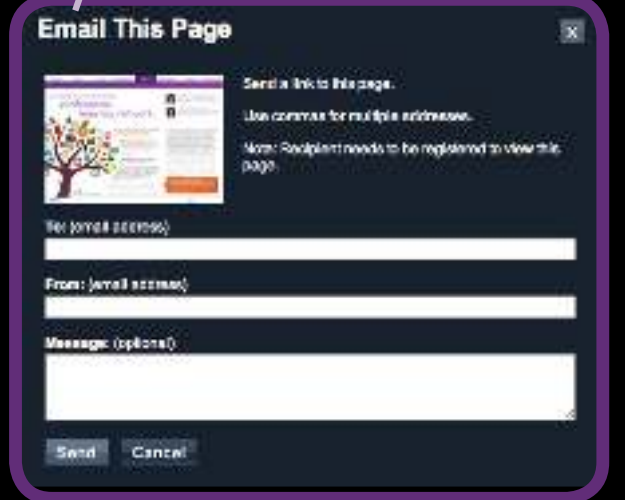 Email This Page
x
Send a link to this page.
Use commas for multiple addresses.
Note: Recipient needs to be registered to view this
page.
To: (email address)
From: (email address)
Message: (optional)
Send
Cancel